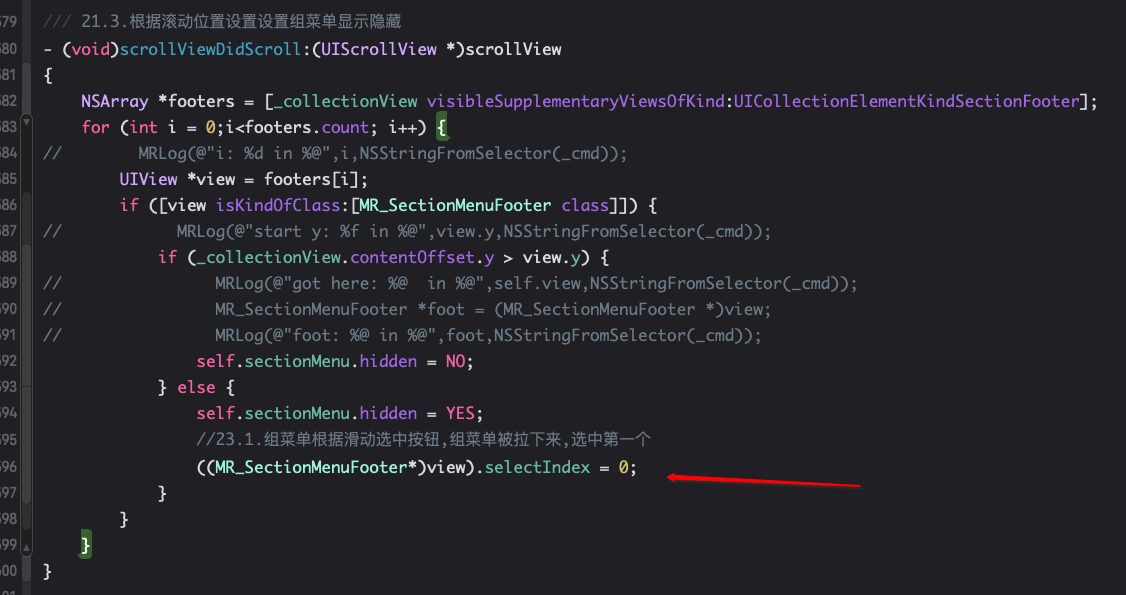 579 /// 21.3.根据滚动位置设置设置组菜单显示隐藏
580 - (void)scrollViewDidScroll:(UIScrollView *)scrollView
581 {
582 NSArray *footers = [_collectionView visibleSupplementaryViewsOfKind:UICollectionElementKindSectionFooter];
583 for (int i = 0;i<footers.count; i++) {
584 // MRLog(@"i: %d in %@",i,NSStringFromSelector(_cmd));
585 UIView *view = footers[i];
586 if ([view isKindOfClass:[MR_SectionMenuFooter class]]) {
587 // MRLog(@"start y: %f in %@",view.y,NSStringFromSelector(_cmd));
588 if (_collectionView.contentOffset.y > view.y) {
589 // MRLog(@"got here: %@  in %@",self.view,NSStringFromSelector(_cmd));
590 // MR_SectionMenuFooter *foot = (MR_SectionMenuFooter *)view;
591 // MRLog(@"foot: %@ in %@",foot,NSStringFromSelector(_cmd));
592 self.sectionMenu.hidden = NO;
593 } else {
594 self.sectionMenu.hidden = YES;
595 //23.1.组菜单根据滑动选中按钮,组菜单被拉下来,选中第一个
596 ((MR_SectionMenuFooter*)view).selectIndex = 0;
597 }
598 }
599 }
600 }